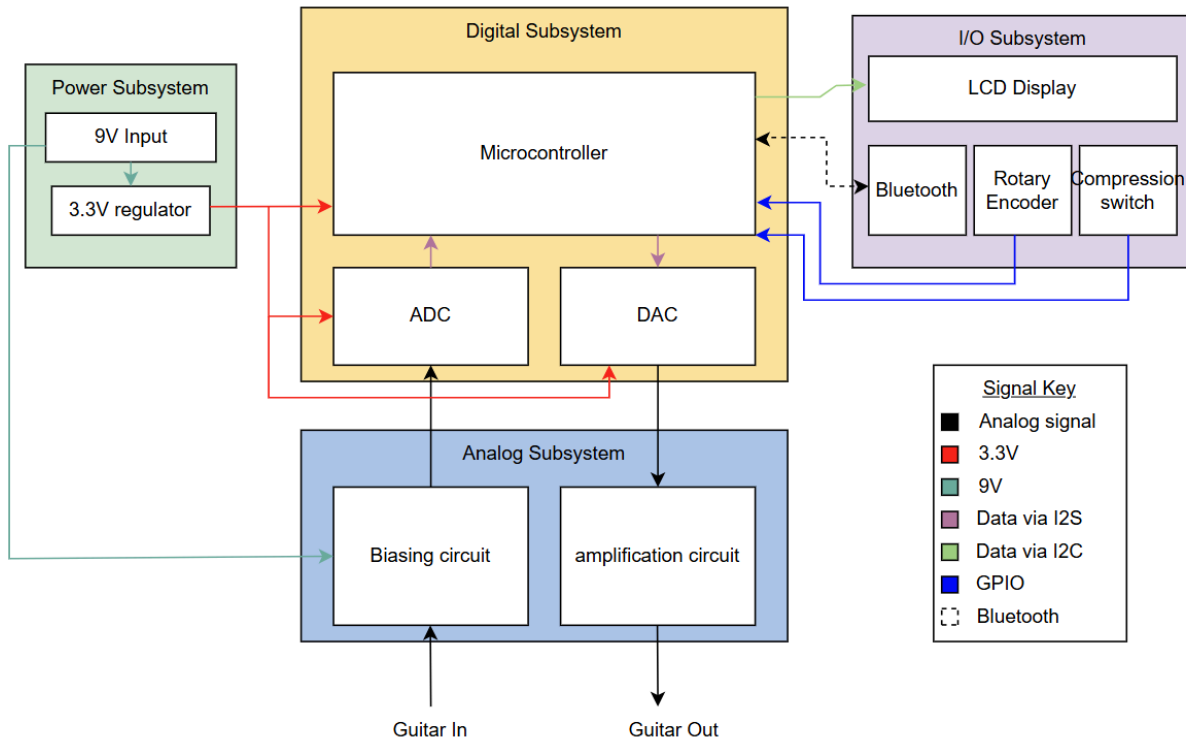 Power Subsystem
9V Input
3.3V regulator
Digital Subsystem
Microcontroller
ADC
DAC
I/O Subsystem
LCD Display
Bluetooth
Rotary
Encoder
Compression
switch
Analog Subsystem
Biasing circuit
amplification circuit
Guitar In
Guitar Out
Signal Key
Analog signal
3.3V
9V
Data via I2S
Data via I2C
GPIO
Bluetooth